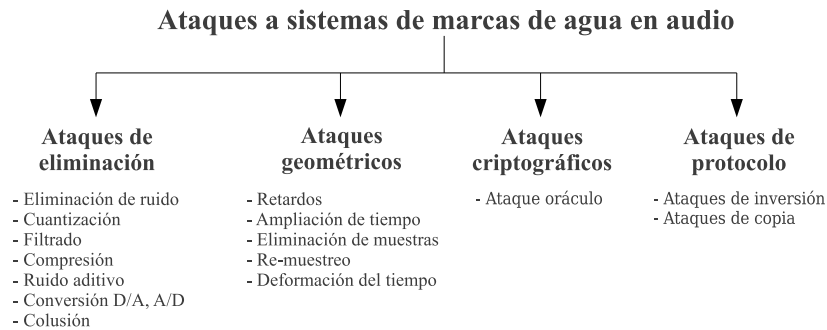 Ataques a sistemas de marcas de agua en audio
Ataques de
eliminación
- Eliminación de ruido
- Cuantización
- Filtrado
- Compresión
- Ruido aditivo
- Conversión D/A, A/D
- Colusión
Ataques
geométricos
- Retardos
- Ampliación de tiempo
- Eliminación de muestras
- Re-muestreo
- Deformación del tiempo
Ataques
criptográficos
- Ataque oráculo
Ataques de
protocolo
- Ataques de inversión
- Ataques de copia